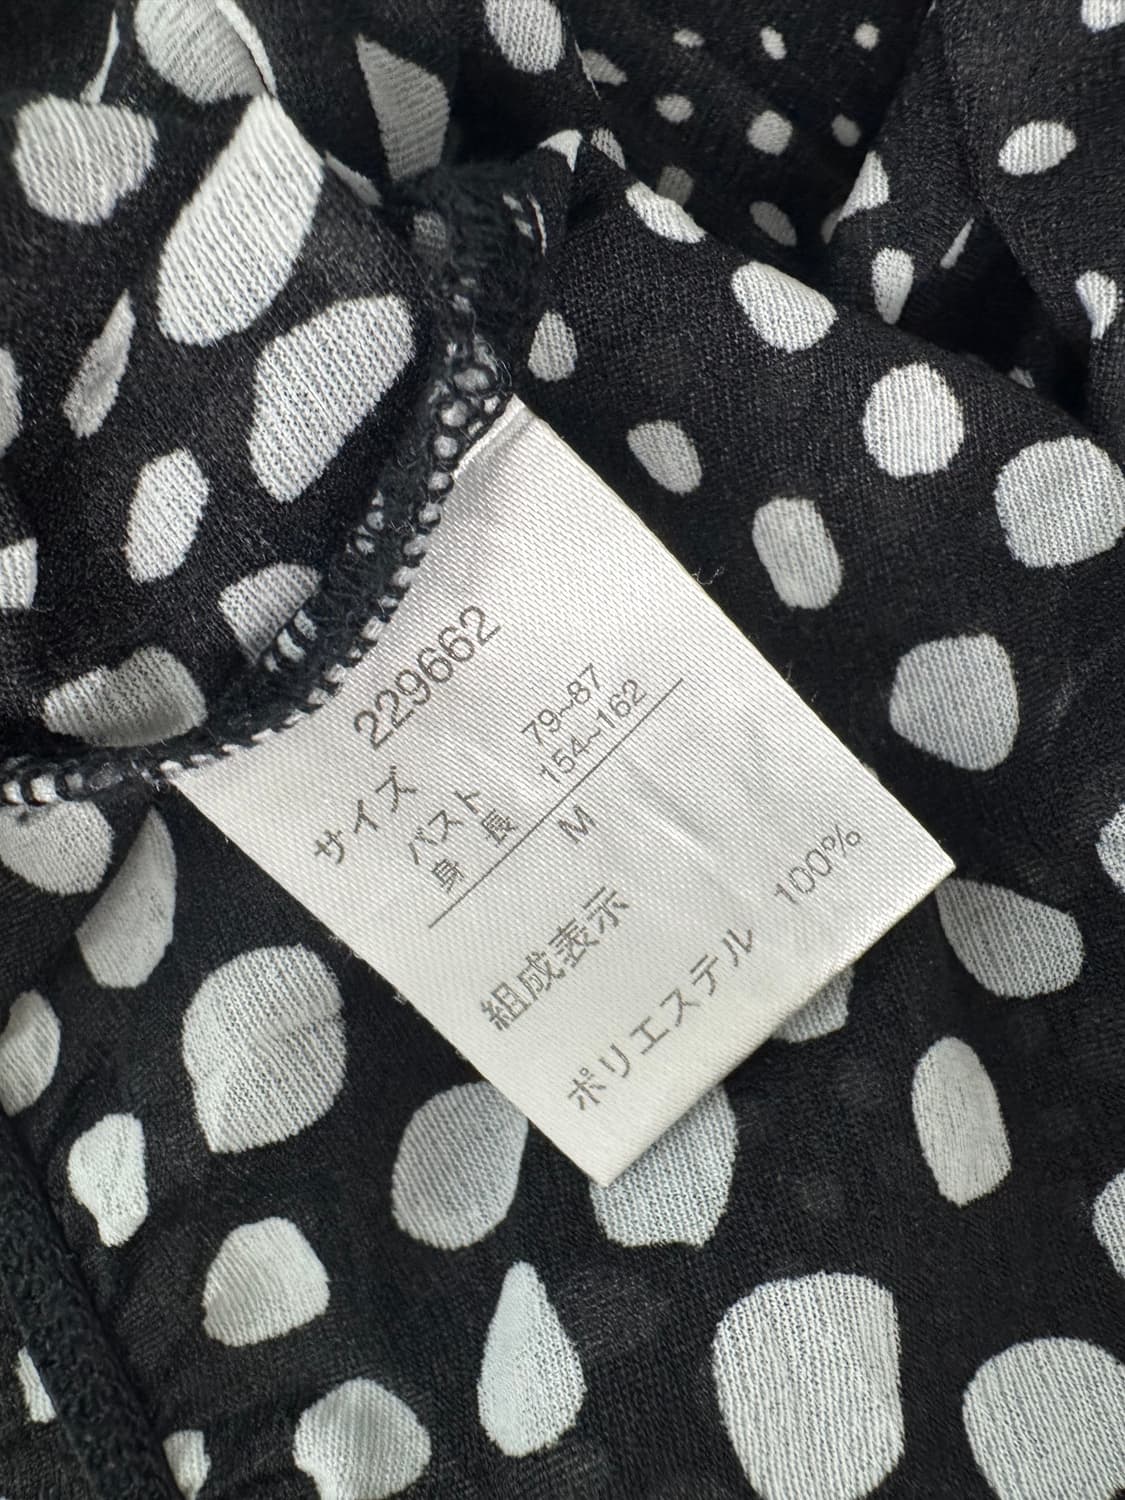 229662
サイズ
バスト 79~87
身長 154~162
M
組成表示
ポリエステル 100%